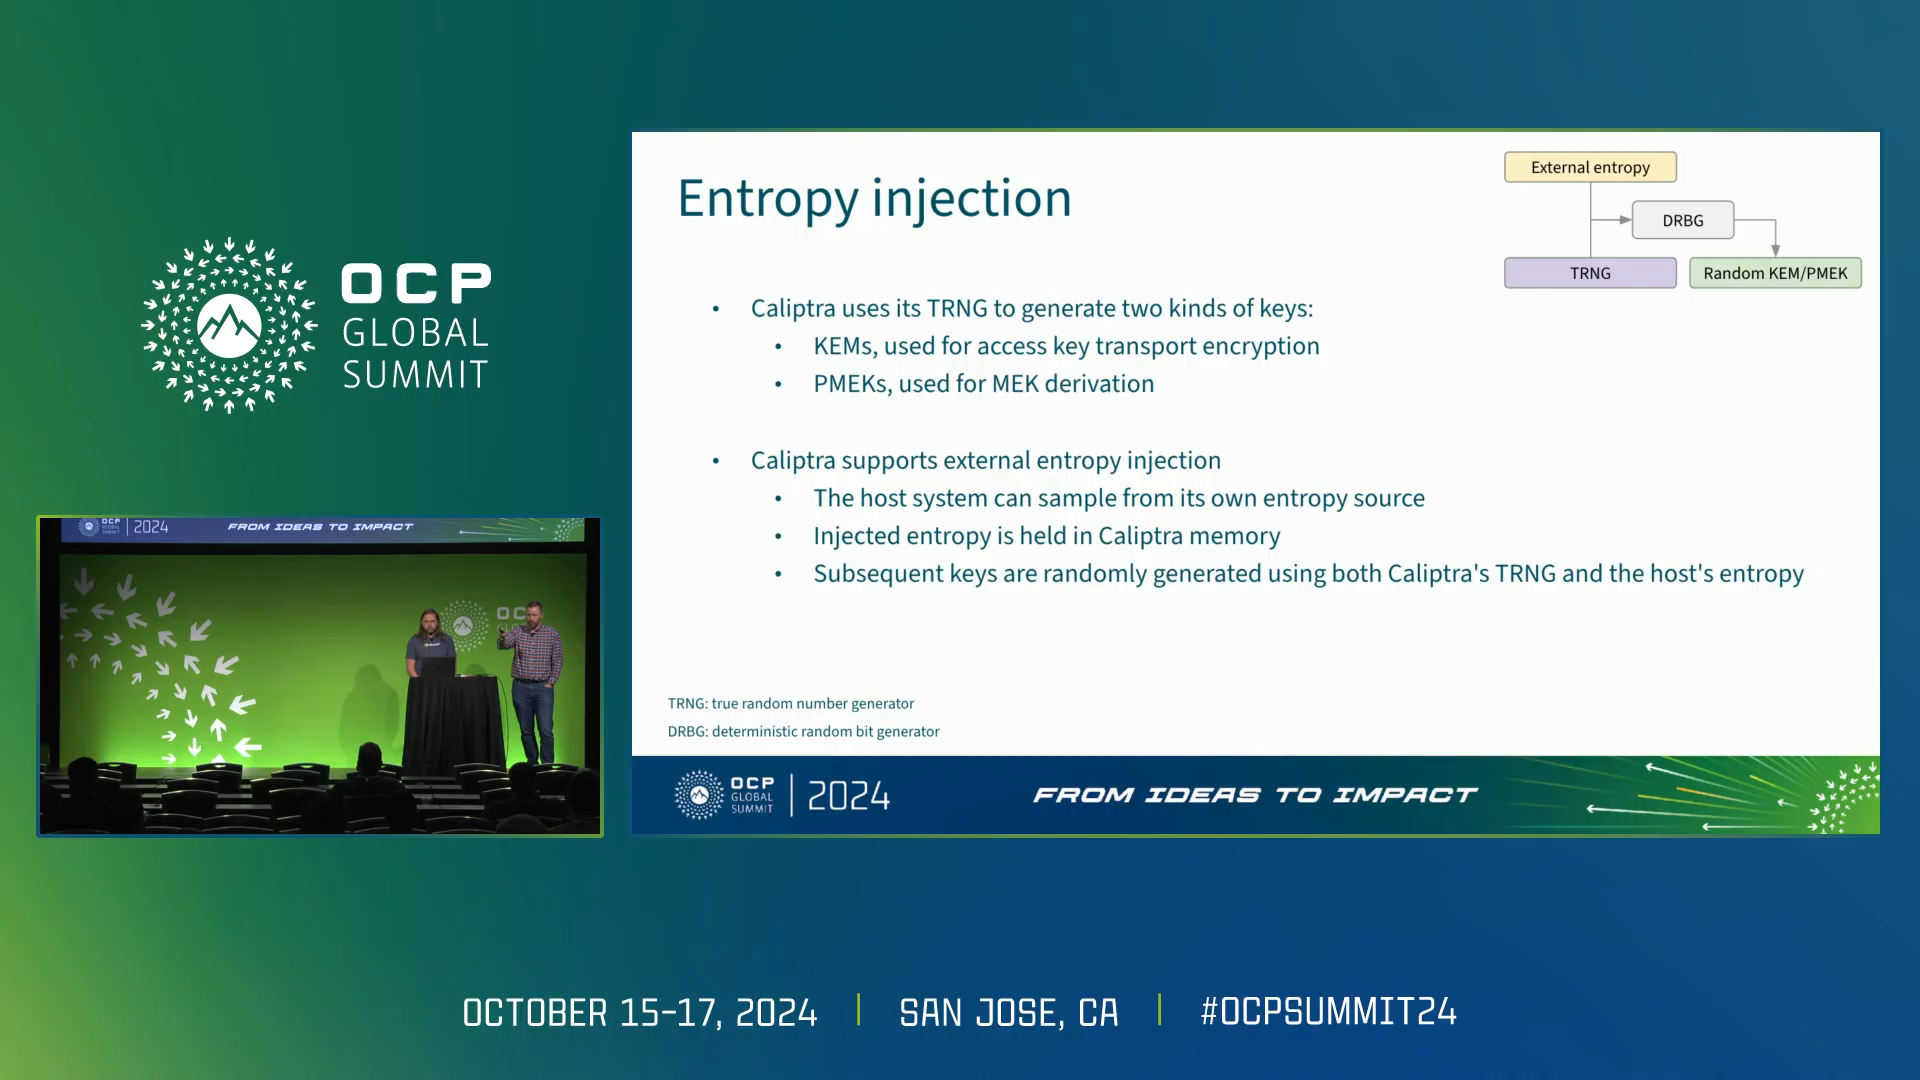 OCP
GLOBAL
SUMMIT
2024
FROM IDEAS TO IMPACT
Entropy injection
External entropy
DRBG
TRNG
Random KEM/PMEK
• Caliptra uses its TRNG to generate two kinds of keys:
• KEMs, used for access key transport encryption
• PMEKs, used for MEK derivation
• Caliptra supports external entropy injection
• The host system can sample from its own entropy source
• Injected entropy is held in Caliptra memory
• Subsequent keys are randomly generated using both Caliptra's TRNG and the host's entropy
TRNG: true random number generator
DRBG: deterministic random bit generator
OCP
GLOBAL
SUMMIT
2024
FROM IDEAS TO IMPACT
OCTOBER 15-17, 2024 | SAN JOSE, CA | #OCPSUMMIT24